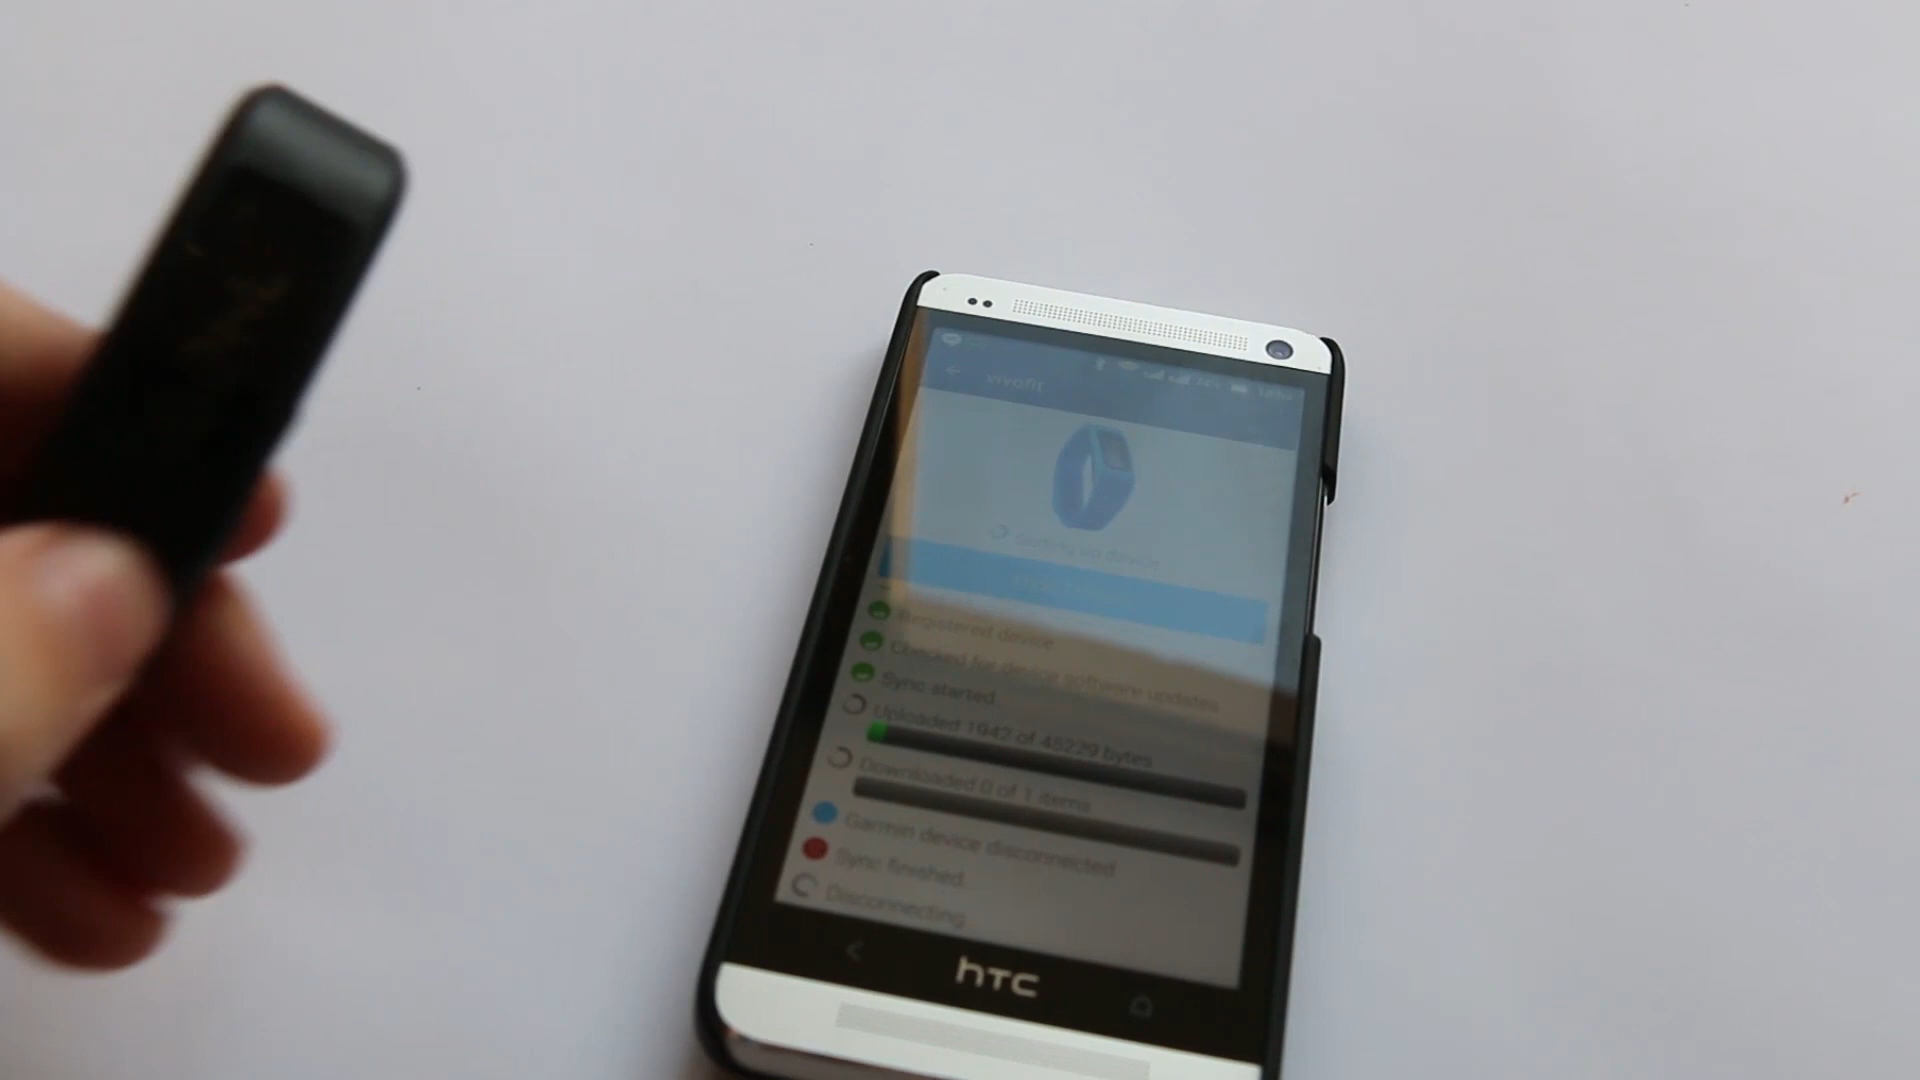 vivofit
Setting up device
Registered device
Checked for device software updates
Sync started
Uploaded 1942 of 45229 bytes
Downloaded 0 of 1 items
Garmin device disconnected
Sync finished
Disconnecting
hTC